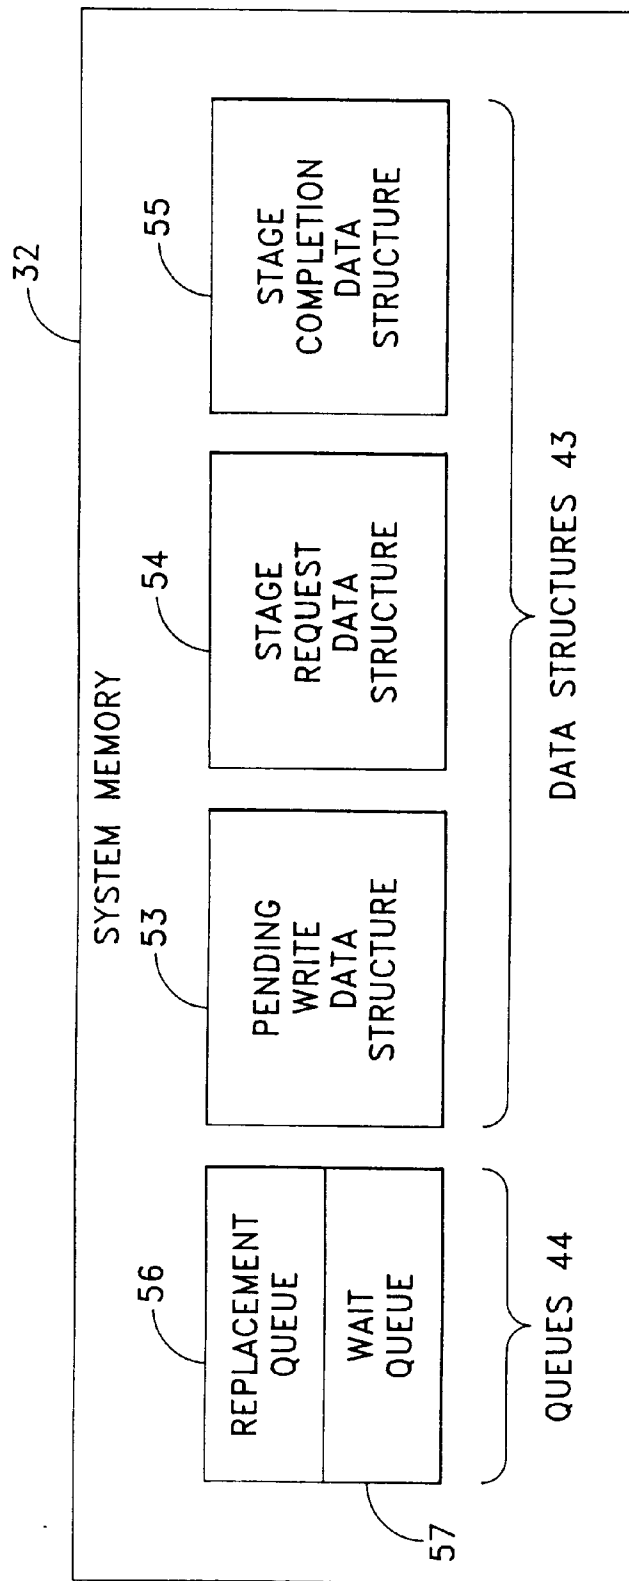 32
SYSTEM MEMORY
56
REPLACEMENT
QUEUE
WAIT
QUEUE
57
QUEUES 44
53
PENDING
WRITE
DATA
STRUCTURE
54
STAGE
REQUEST
DATA
STRUCTURE
55
STAGE
COMPLETION
DATA
STRUCTURE
DATA STRUCTURES 43